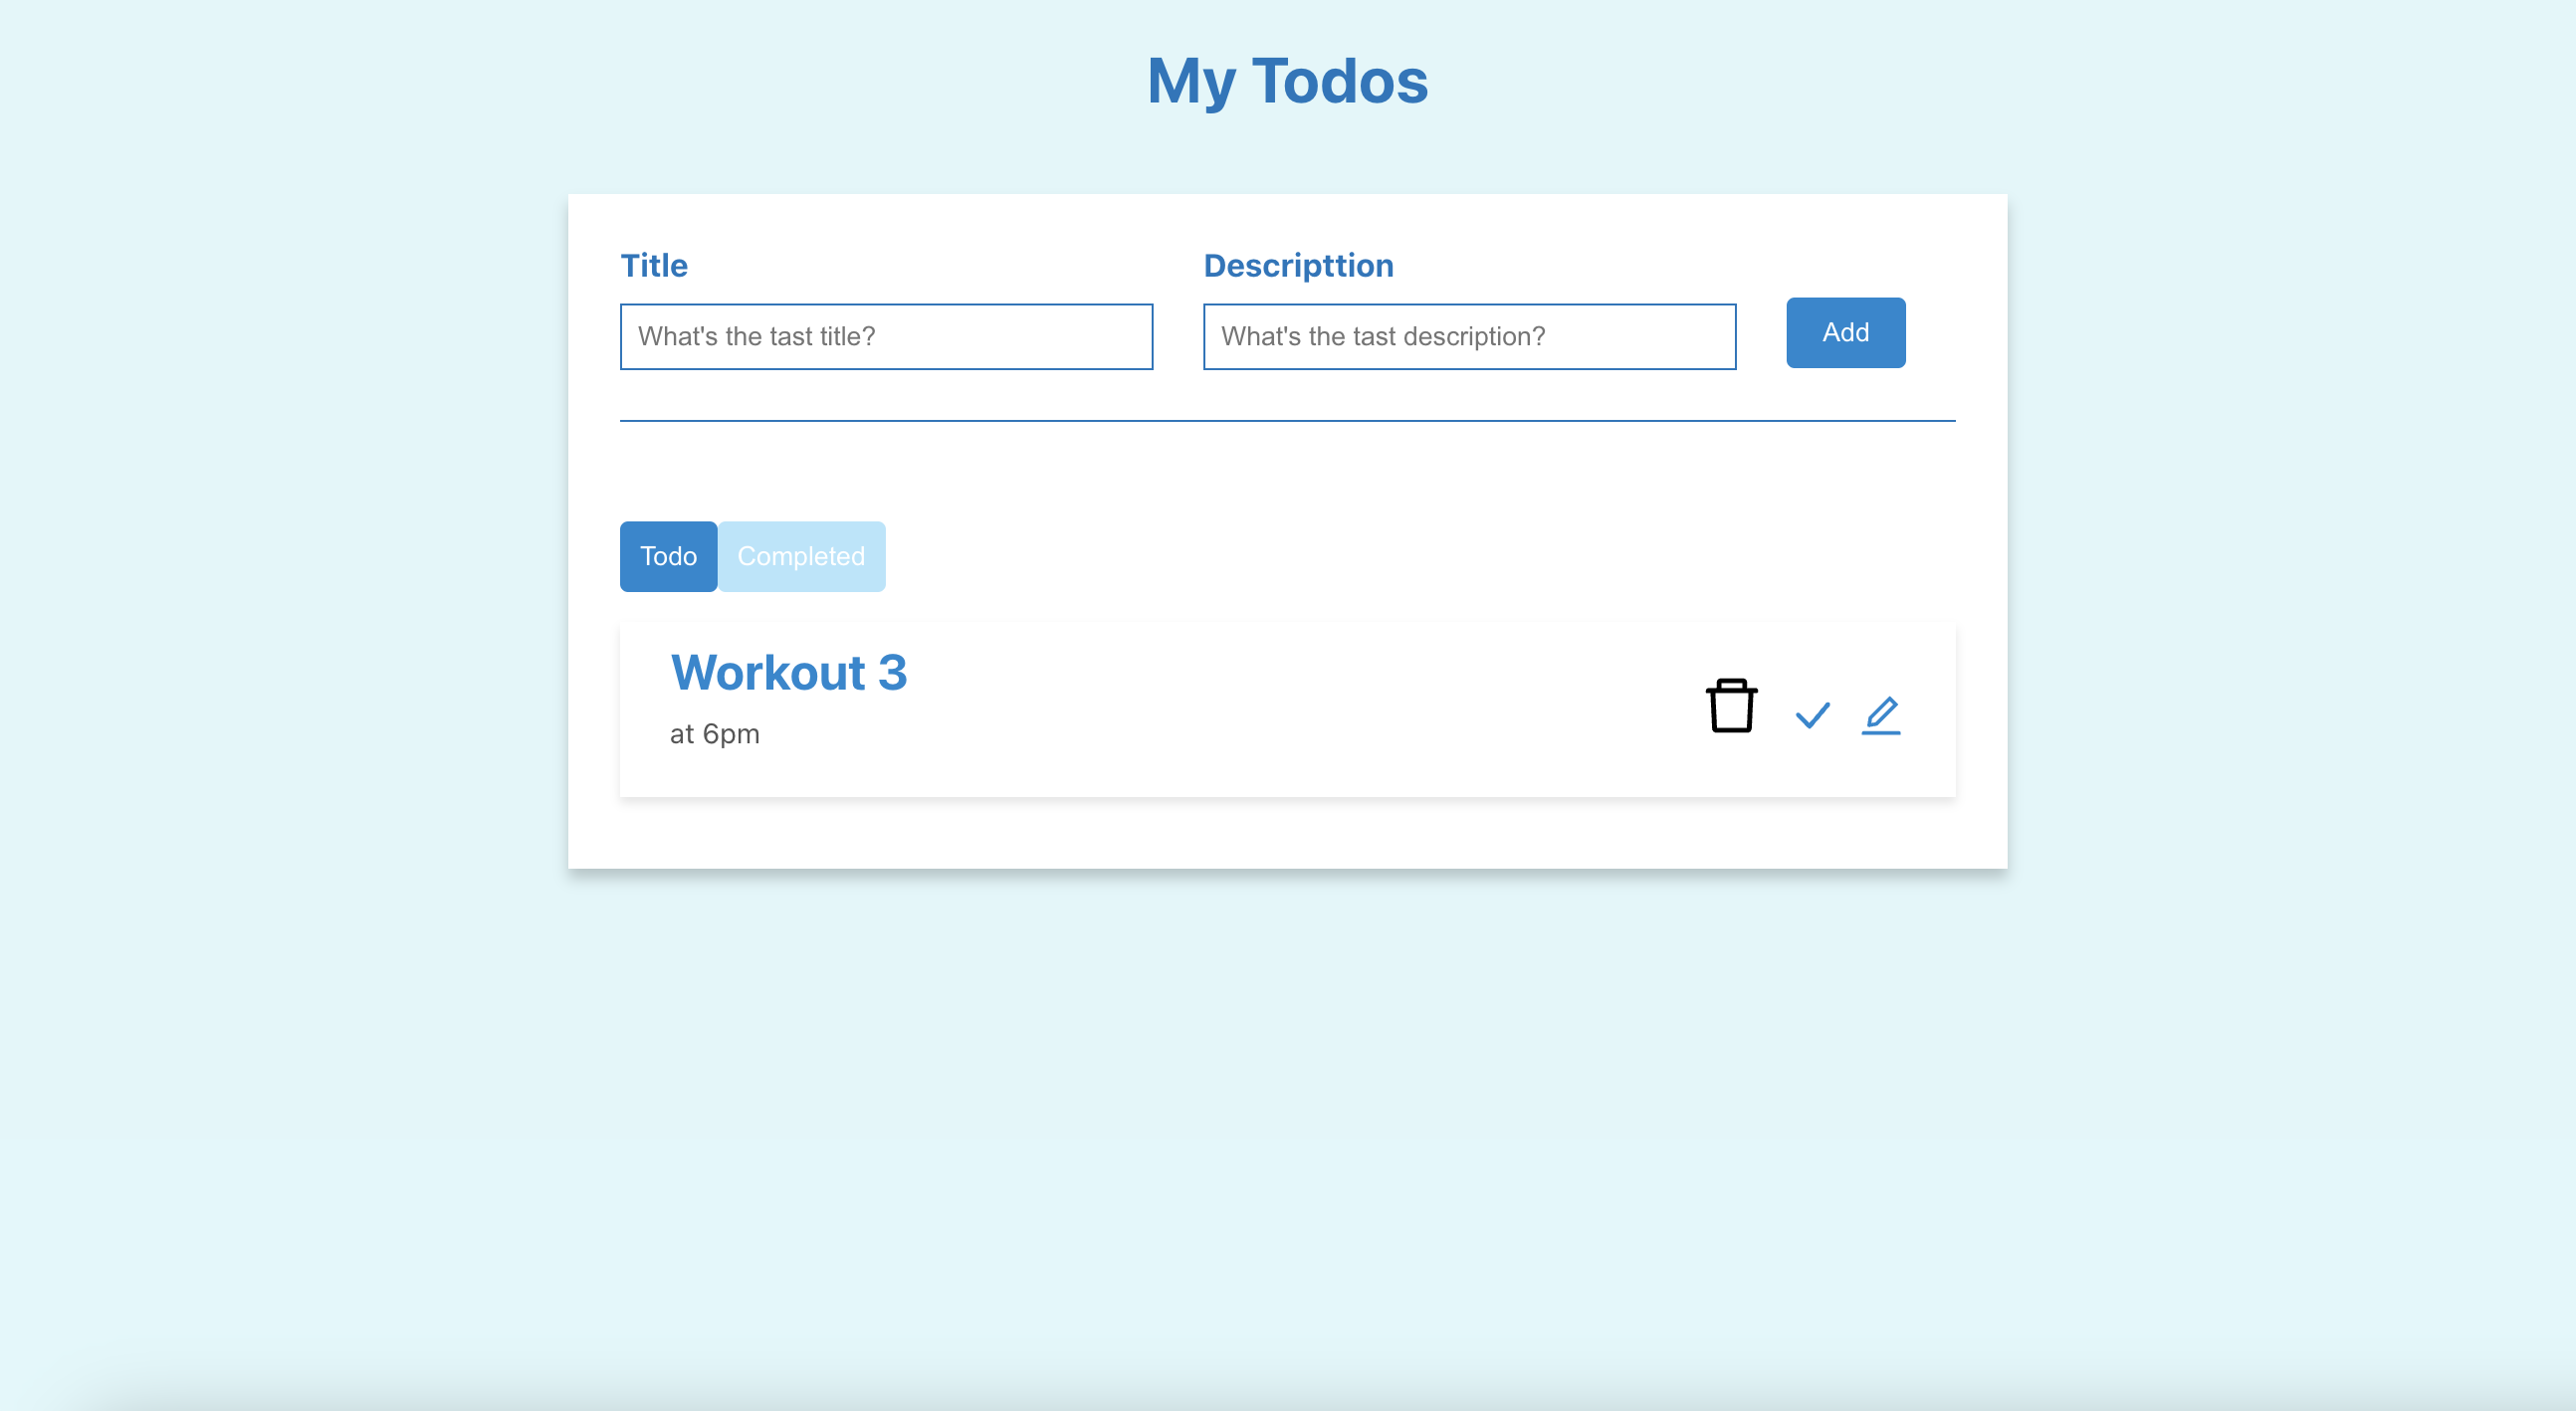 My Todos
Title
Descripttion
What's the tast title?
What's the tast description?
Add
Todo
Completed
Workout 3
at 6pm